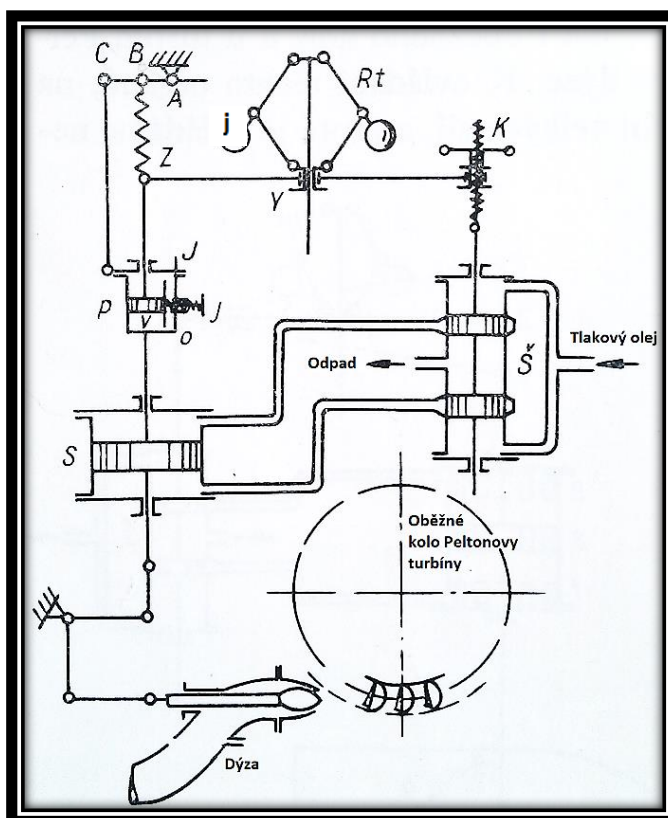 C B
A
Rt
j
K
Z
Y
J
p
v
j
o
Š
Tlakový olej
Odpad
S
Oběžné
kolo Peltonovy
turbíny
Dýza